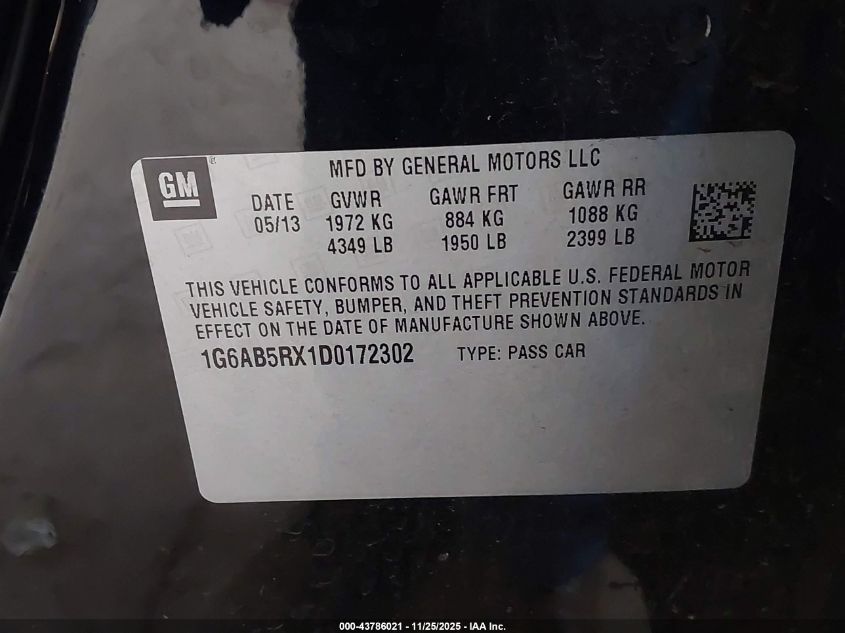 GM
MFD BY GENERAL MOTORS LLC
DATE GVWR GAWR FRT GAWR RR
05/13 1972 KG 884 KG 1088 KG
4349 LB 1950 LB 2399 LB
THIS VEHICLE CONFORMS TO ALL APPLICABLE U.S. FEDERAL MOTOR
VEHICLE SAFETY, BUMPER, AND THEFT PREVENTION STANDARDS IN
EFFECT ON THE DATE OF MANUFACTURE SHOWN ABOVE.
1G6AB5RX1D0172302 TYPE: PASS CAR
000-43786021 - 11/25/2025 - IAA Inc.